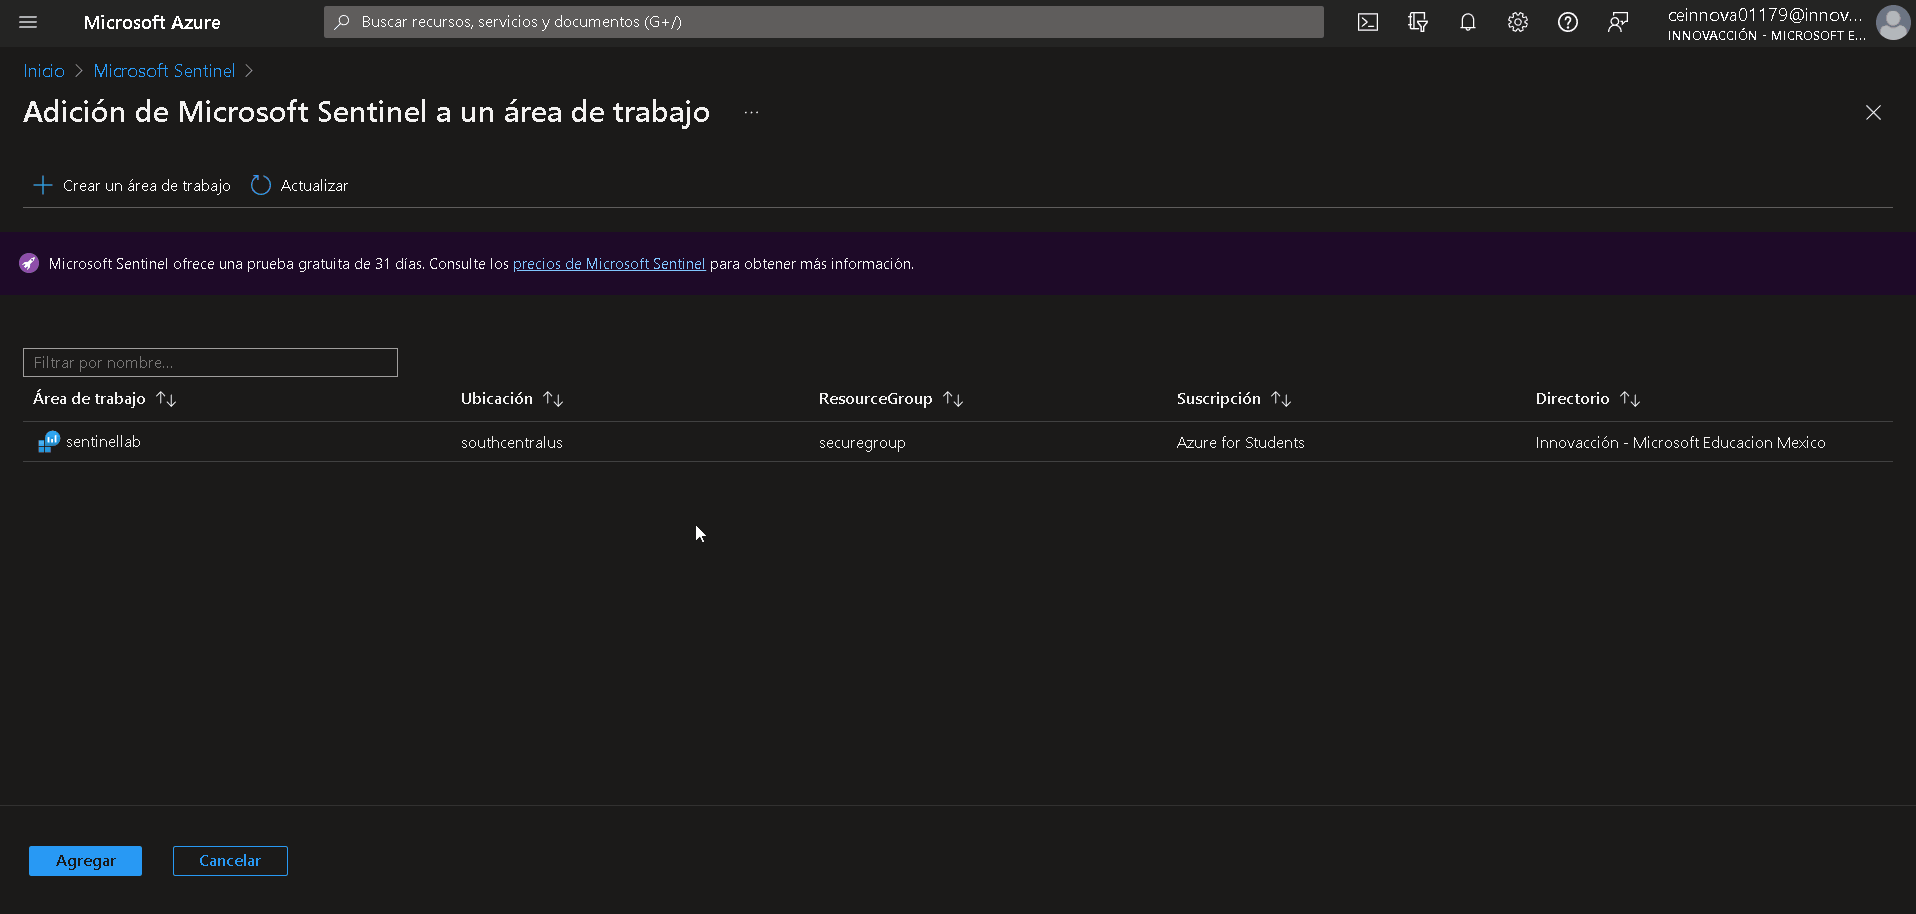 Microsoft Azure
Buscar recursos, servicios y documentos (G+/)
ceinnova01179@innov...
INNOVACCIÓN - MICROSOFT E...
Inicio > Microsoft Sentinel >
Adición de Microsoft Sentinel a un área de trabajo ...
Crear un área de trabajo Actualizar
Microsoft Sentinel ofrece una prueba gratuita de 31 días. Consulte los precios de Microsoft Sentinel para obtener más información.
Filtrar por nombre...
Área de trabajo Ubicación ResourceGroup Suscripción Directorio
sentinellab southcentralus securegroup Azure for Students Innovacción - Microsoft Educacion Mexico
Agregar Cancelar